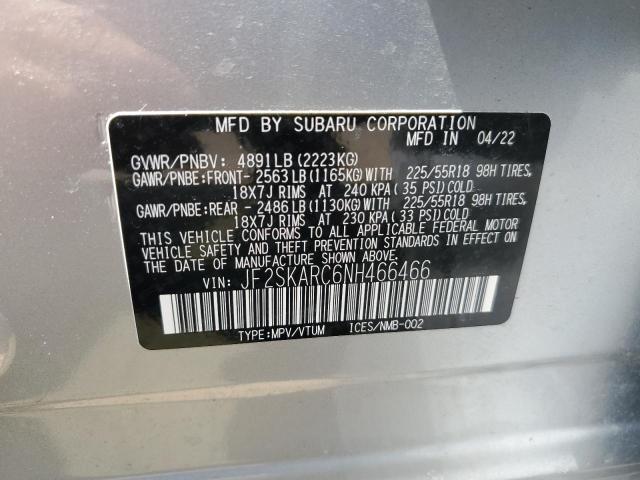 MFD BY SUBARU CORPORATION
MFD IN 04/22
GVWR/PNBV: 4891LB(2223KG)
GAWR/PNBE:FRONT- 2563LB(1165KG)WITH 225/55R18 98H TIRES,
18X7J RIMS AT 240 KPA( 35 PSI)COLD
GAWR/PNBE:REAR - 2486LB(1130KG)WITH 225/55R18 98H TIRES,
18X7J RIMS AT 230 KPA( 33 PSI)COLD
THIS VEHICLE CONFORMS TO ALL APPLICABLE FEDERAL MOTOR
VEHICLE SAFETY AND THEFT PREVENTION STANDARDS IN EFFECT
ON THE DATE OF MANUFACTURE SHOWN ABOVE.
VIN: JF2SKARC6NH466466
TYPE:MPV/VTUM ICES/NMB-002